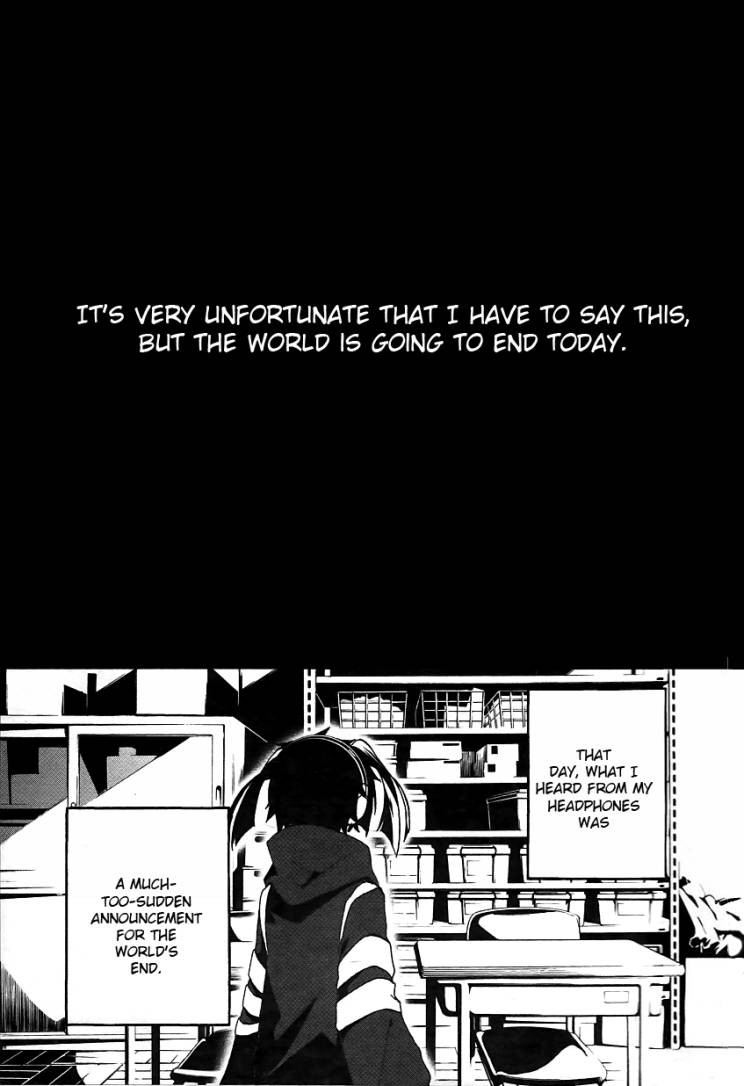 IT'S VERY UNFORTUNATE THAT I HAVE TO SAY THIS,
BUT THE WORLD IS GOING TO END TODAY.
THAT
DAY, WHAT I
HEARD FROM MY
HEADPHONES
WAS
A MUCH-
TOO-SUDDEN
ANNOUNCEMENT
FOR THE
WORLD'S
END.